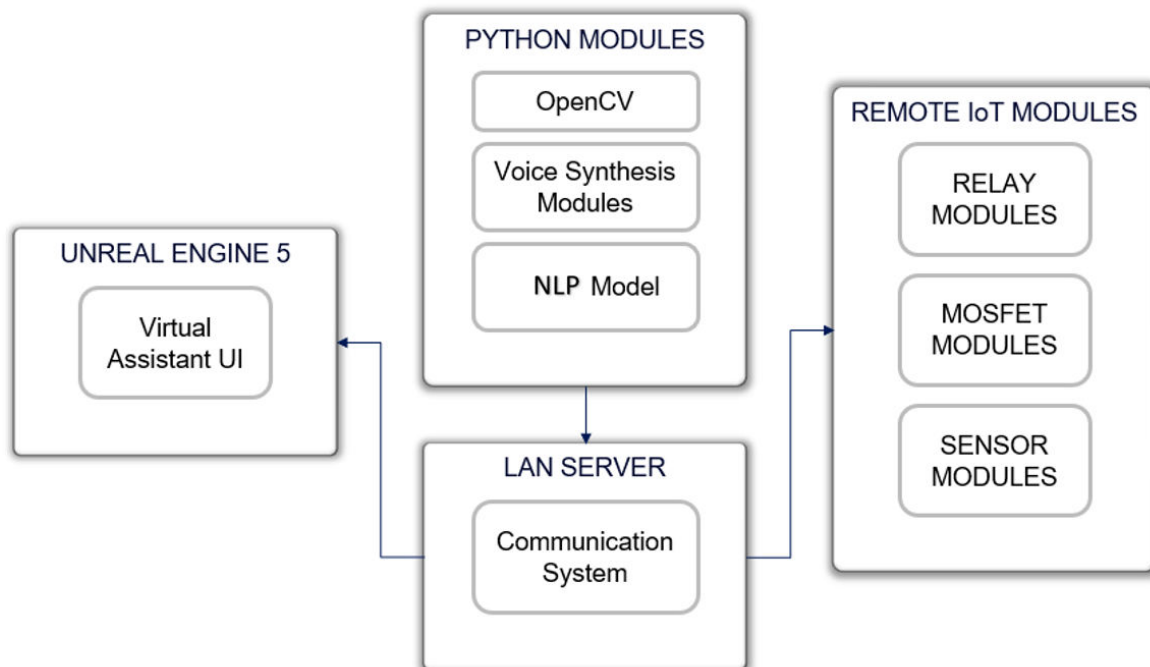 PYTHON MODULES
OpenCV
Voice Synthesis
Modules
NLP Model
REMOTE IoT MODULES
RELAY
MODULES
MOSFET
MODULES
SENSOR
MODULES
UNREAL ENGINE 5
Virtual
Assistant UI
LAN SERVER
Communication
System